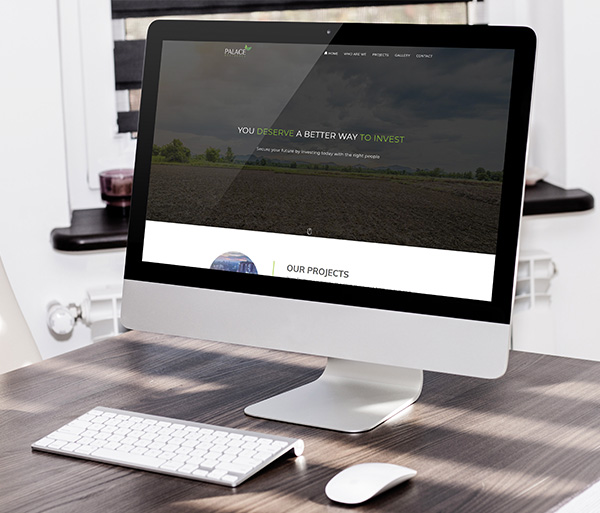 PALACE
HOME WHO ARE WE PROJECTS GALLERY CONTACT
YOU DESERVE A BETTER WAY TO INVEST
Secure your future by investing today with the right people
OUR PROJECTS